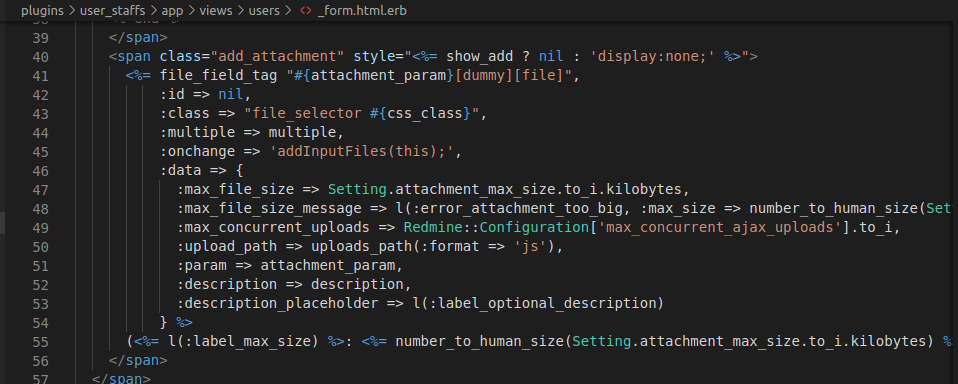 plugins > user_staffs > app > views > users > <> _form.html.erb
39 </span>
40 <span class="add_attachment" style="<%= show_add ? nil : 'display:none;' %>">
41 <%= file_field_tag "#{attachment_param}[dummy][file]",
42 :id => nil,
43 :class => "file_selector #{css_class}",
44 :multiple => multiple,
45 :onchange => 'addInputFiles(this);',
46 :data => {
47 :max_file_size => Setting.attachment_max_size.to_i.kilobytes,
48 :max_file_size_message => l(:error_attachment_too_big, :max_size => number_to_human_size(Set
49 :max_concurrent_uploads => Redmine::Configuration['max_concurrent_ajax_uploads'].to_i,
50 :upload_path => uploads_path(:format => 'js'),
51 :param => attachment_param,
52 :description => description,
53 :description_placeholder => l(:label_optional_description)
54 } %>
55 (<%= l(:label_max_size) %>: <%= number_to_human_size(Setting.attachment_max_size.to_i.kilobytes) %
56 </span>
57 </span>